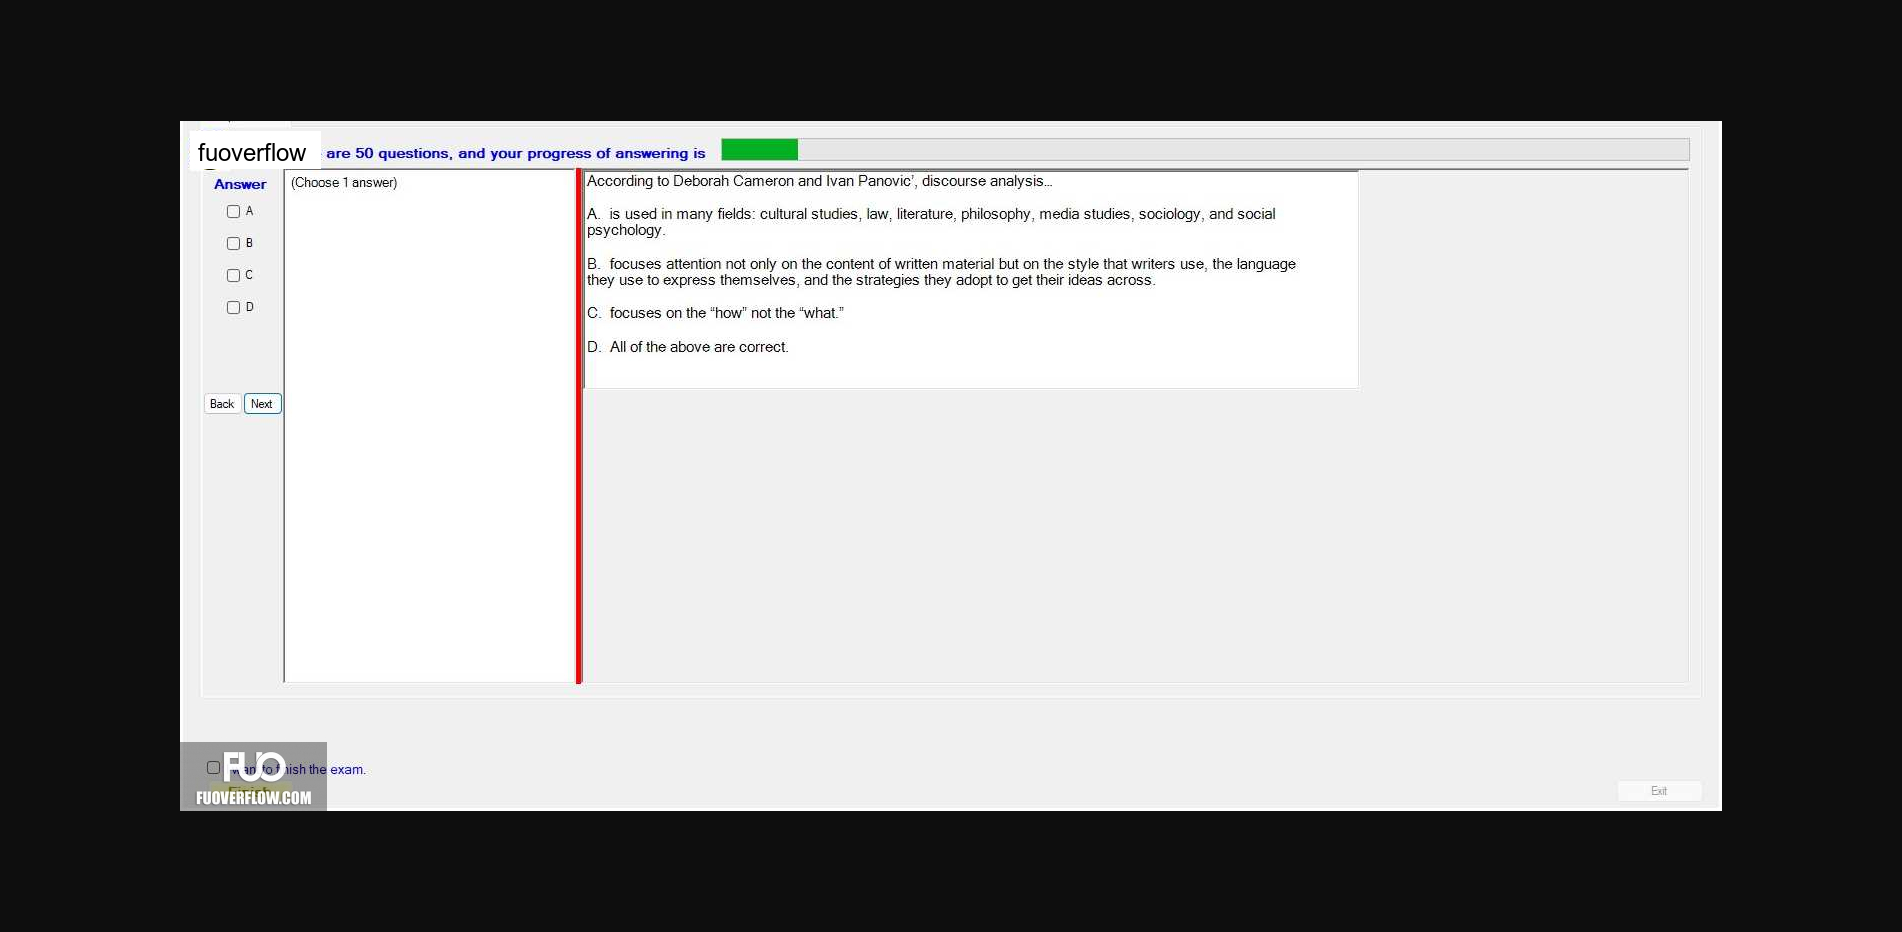 fuoverflow are 50 questions, and your progress of answering is
Answer
(Choose 1 answer)
A
B
C
D
Back Next
According to Deborah Cameron and Ivan Panovic', discourse analysis...
A. is used in many fields: cultural studies, law, literature, philosophy, media studies, sociology, and social
psychology.
B. focuses attention not only on the content of written material but on the style that writers use, the language
they use to express themselves, and the strategies they adopt to get their ideas across.
C. focuses on the “how” not the “what.”
D. All of the above are correct.
want to finish the exam.
Finish
FUO
FUOVERFLOW.COM
Exit